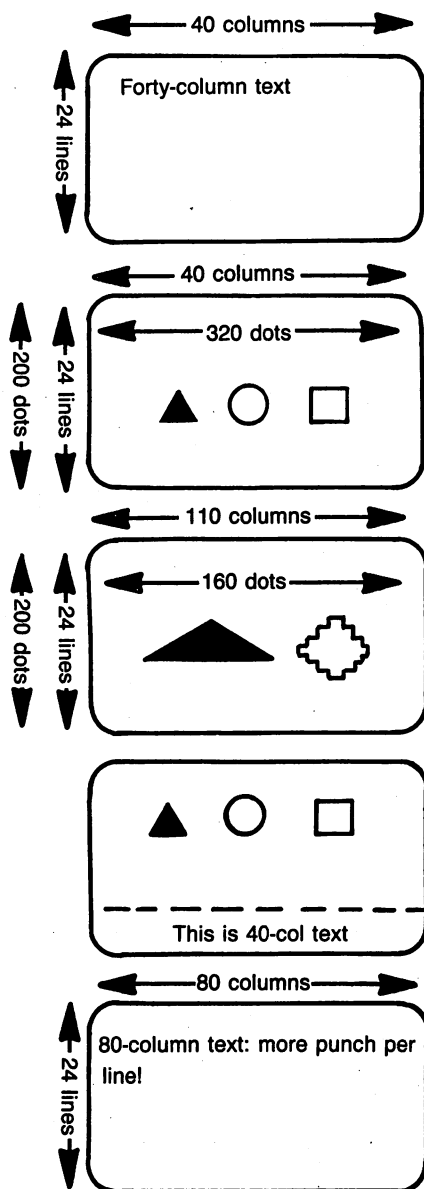 40 columns
24 lines
Forty-column text
40 columns
200 dots
24 lines
320 dots
110 columns
200 dots
24 lines
160 dots
This is 40-col text
80 columns
24 lines
80-column text: more punch per
line!